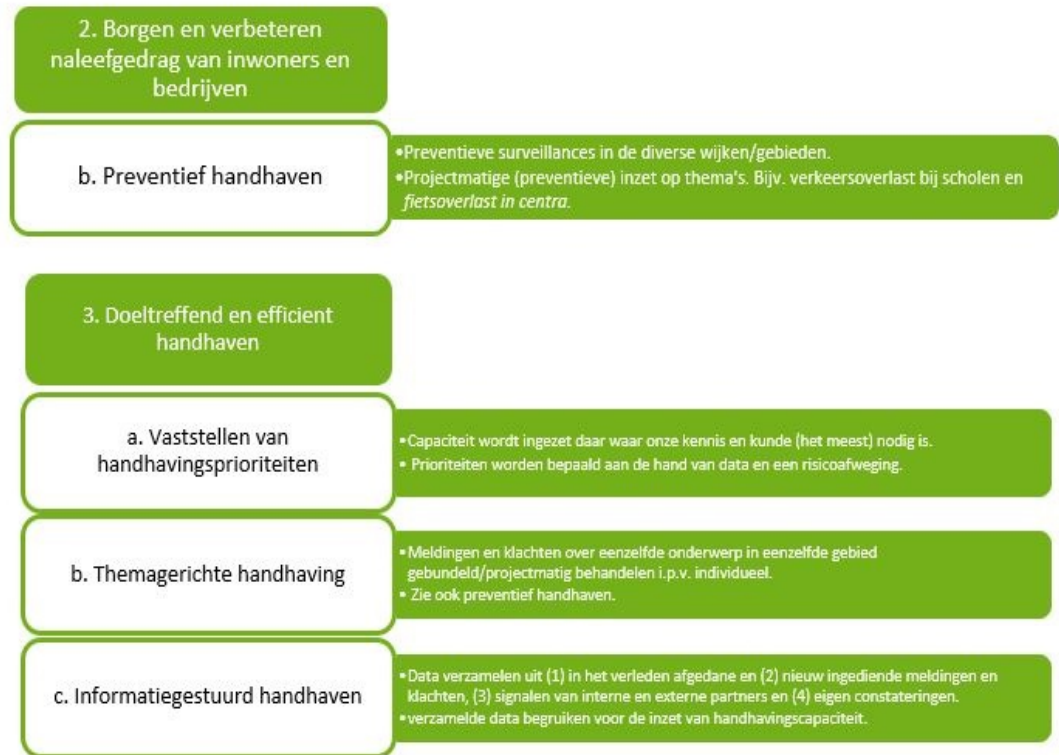 2. Borgen en verbeteren
naleefgedrag van inwoners en
bedrijven
b. Preventief handhaven
•Preventieve surveillances in de diverse wijken/gebieden.
•Projectmatige (preventieve) inzet op thema's. Bijv. verkeersoverlast bij scholen en
fietsoverlast in centra.
3. Doeltreffend en efficient
handhaven
a. Vaststellen van
handhavingsprioriteiten
•Capaciteit wordt ingezet daar waar onze kennis en kunde (het meest) nodig is.
• Prioriteiten worden bepaald aan de hand van data en een risicoafweging.
b. Themagerichte handhaving
•Meldingen en klachten over eenzelfde onderwerp in eenzelfde gebied
gebundeld/projectmatig behandelen i.p.v. individueel.
• Zie ook preventief handhaven.
c. Informatiegestuurd handhaven
•Data verzamelen uit (1) in het verleden afgedane en (2) nieuw ingediende meldingen en
klachten, (3) signalen van interne en externe partners en (4) eigen constateringen.
•verzamelde data begruiken voor de inzet van handhavingscapaciteit.